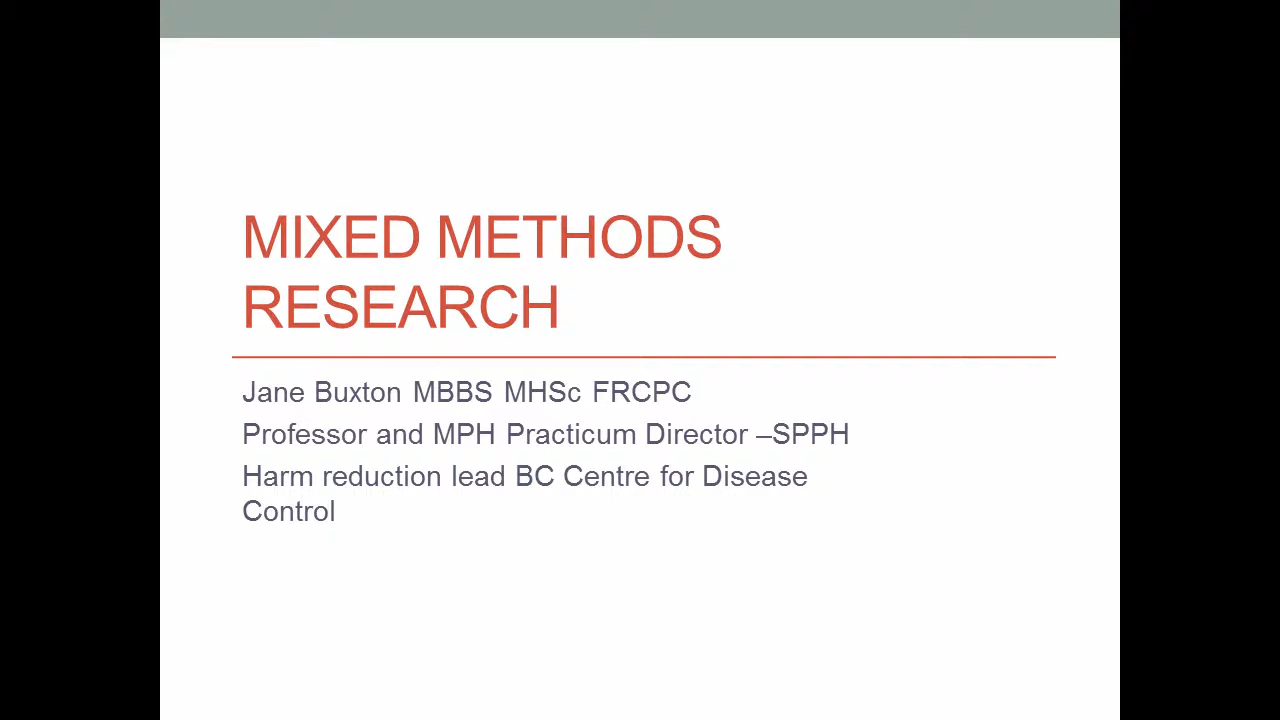 MIXED METHODS
RESEARCH
Jane Buxton MBBS MHSc FRCPC
Professor and MPH Practicum Director –SPPH
Harm reduction lead BC Centre for Disease
Control